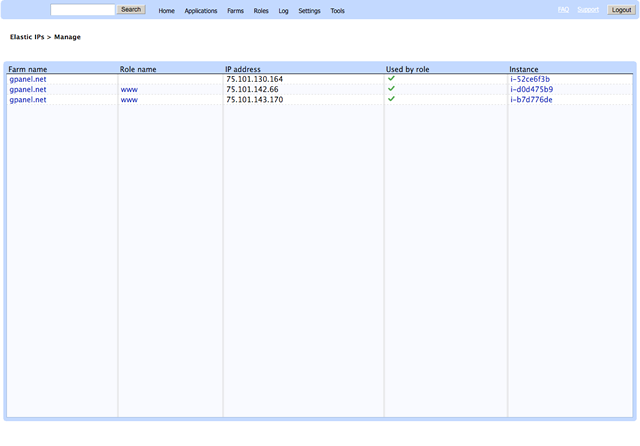 Search Home Applications Farms Roles Log Settings Tools FAQ Support Logout
Elastic IPs > Manage
Farm name Role name IP address Used by role Instance
gpanel.net 75.101.130.164 i-52ce6f3b
gpanel.net www 75.101.142.66 i-d0d475b9
gpanel.net www 75.101.143.170 i-b7d776de